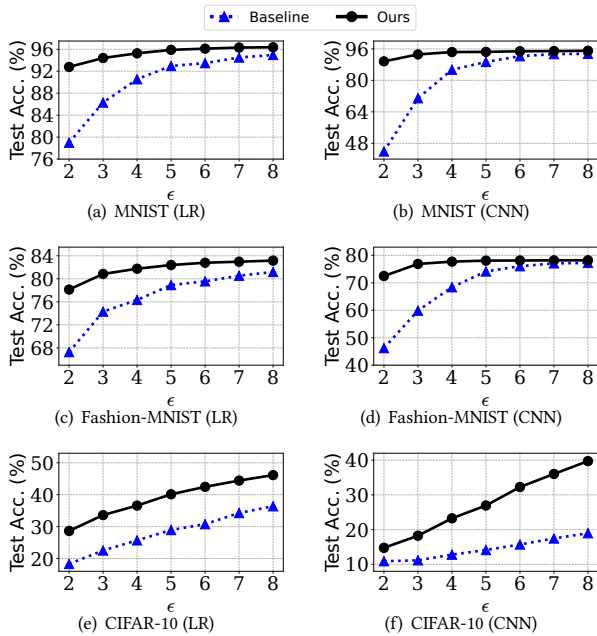 Baseline Ours
Test Acc. (%)
96
92
88
84
80
76
2 3 4 5 6 7 8
ϵ
(a) MNIST (LR)
Test Acc. (%)
96
80
64
48
2 3 4 5 6 7 8
ϵ
(b) MNIST (CNN)
Test Acc. (%)
84
80
76
72
68
2 3 4 5 6 7 8
ϵ
(c) Fashion-MNIST (LR)
Test Acc. (%)
80
70
60
50
40
2 3 4 5 6 7 8
ϵ
(d) Fashion-MNIST (CNN)
Test Acc. (%)
50
40
30
20
2 3 4 5 6 7 8
ϵ
(e) CIFAR-10 (LR)
Test Acc. (%)
40
30
20
10
2 3 4 5 6 7 8
ϵ
(f) CIFAR-10 (CNN)